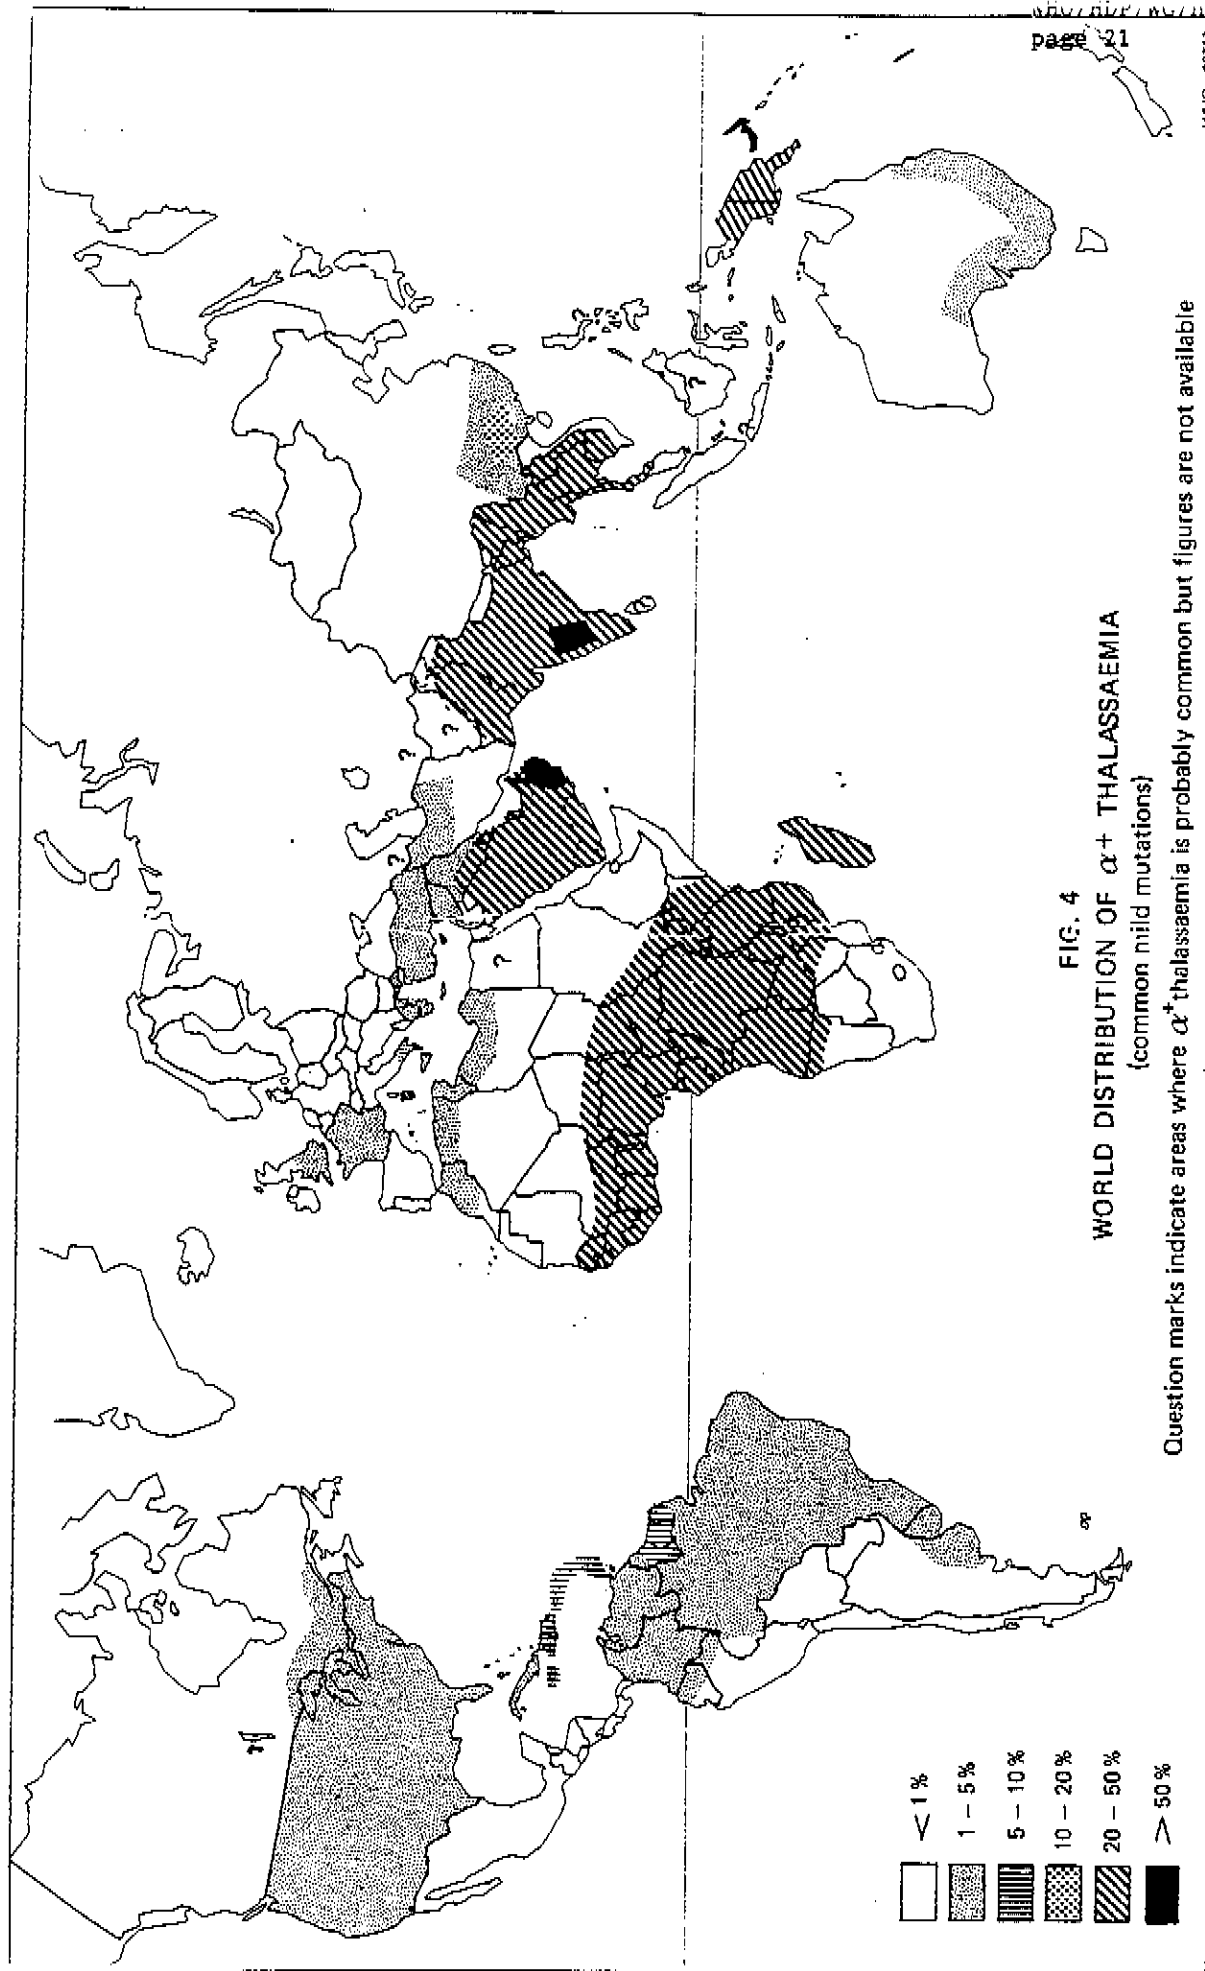 page 21
FIG. 4
WORLD DISTRIBUTION OF α+ THALASSAEMIA
(common mild mutations)
Question marks indicate areas where α+ thalassaemia is probably common but figures are not available
< 1%
1 – 5%
5 – 10%
10 – 20%
20 – 50%
> 50%
?
?
?
?
?
?